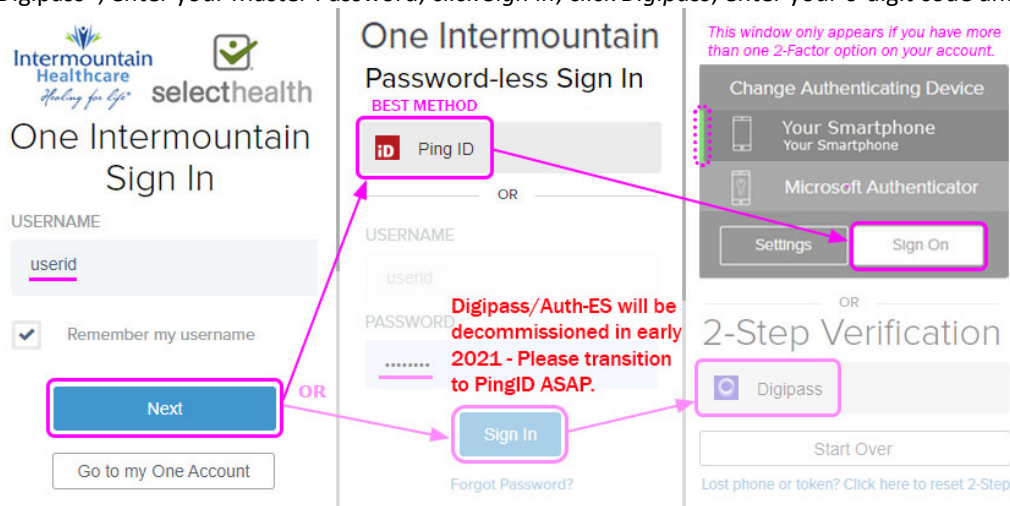 Digipass", enter your Master Password, click Sign In, click Digipass, enter your 6-digit code and
Intermountain
Healthcare
Healing for life®
selecthealth
One Intermountain
Sign In
USERNAME
userid
Remember my username
Next
Go to my One Account
OR
One Intermountain
Password-less Sign In
BEST METHOD
iD Ping ID
OR
USERNAME
userid
PASSWORD
........
Digipass/Auth-ES will be
decommissioned in early
2021 - Please transition
to PingID ASAP.
Sign In
Forgot Password?
This window only appears if you have more
than one 2-Factor option on your account.
Change Authenticating Device
Your Smartphone
Your Smartphone
Microsoft Authenticator
Settings
Sign On
OR
2-Step Verification
Digipass
Start Over
Lost phone or token? Click here to reset 2-Step